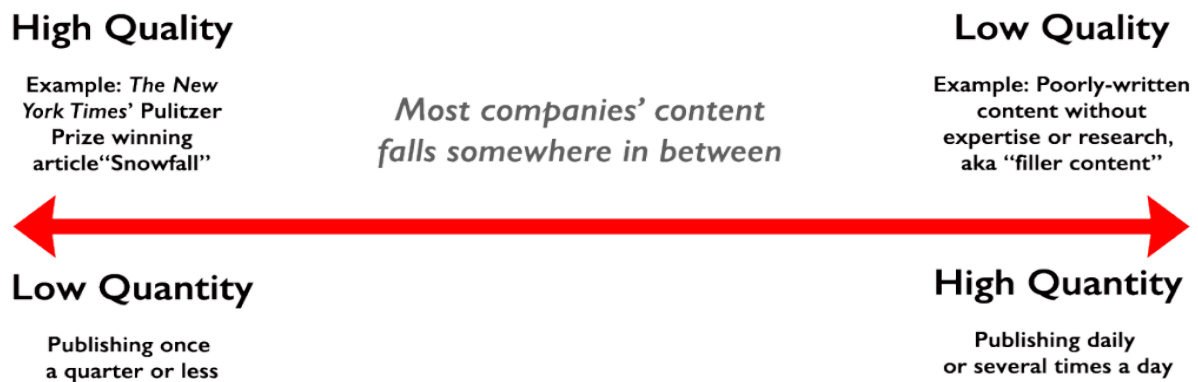 High Quality
Example: The New
York Times’ Pulitzer
Prize winning
article“Snowfall”
Most companies’ content
falls somewhere in between
Low Quality
Example: Poorly-written
content without
expertise or research,
aka “filler content”
Low Quantity
Publishing once
a quarter or less
High Quantity
Publishing daily
or several times a day